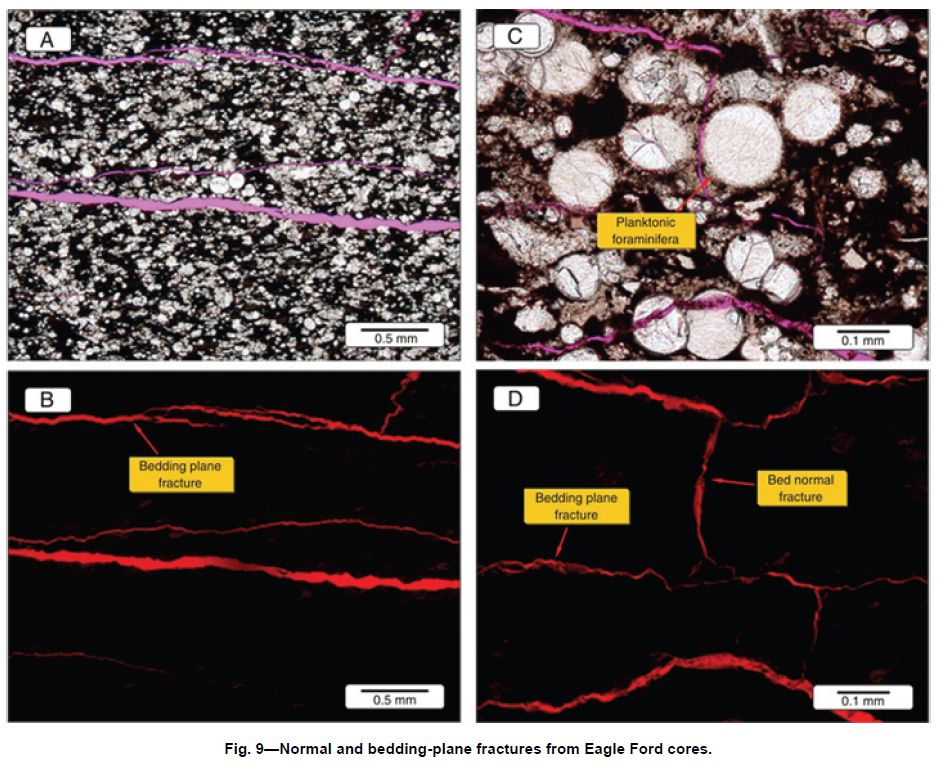 A
0.5 mm
C
Planktonic
foraminifera
0.1 mm
B
Bedding plane
fracture
0.5 mm
D
Bed normal
fracture
Bedding plane
fracture
0.1 mm
Fig. 9—Normal and bedding-plane fractures from Eagle Ford cores.